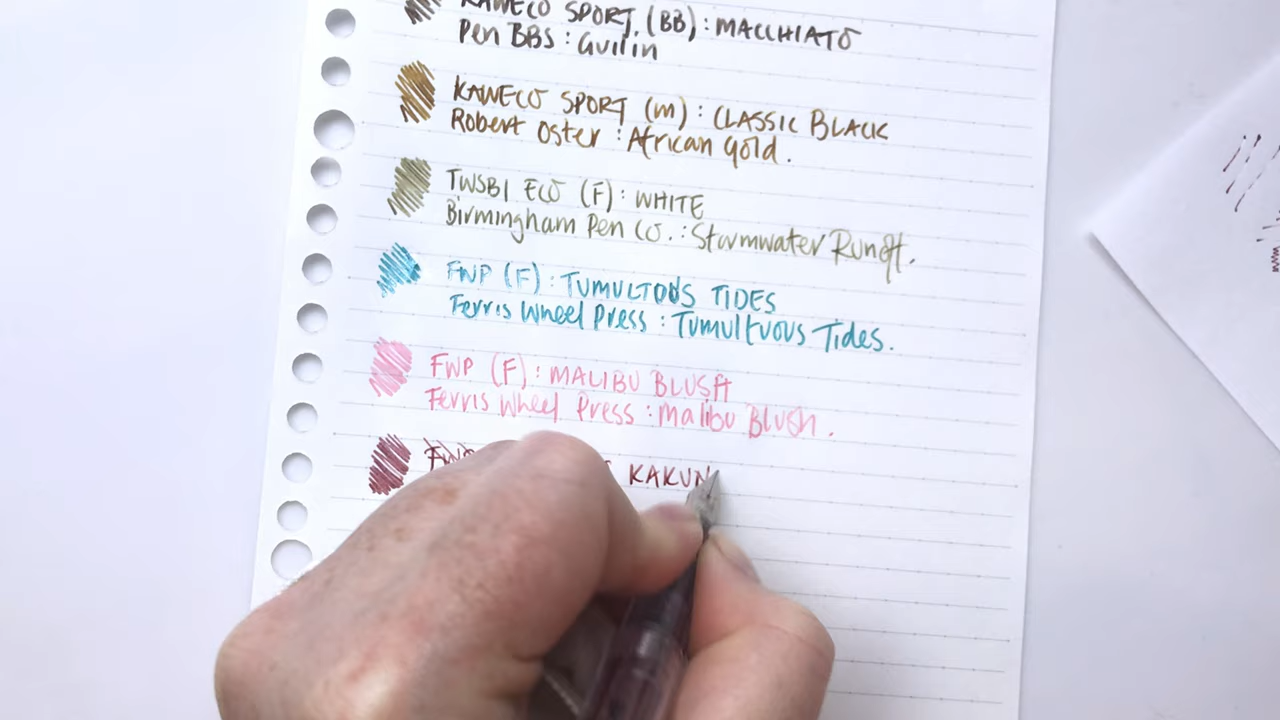 KAWECO SPORT (BB) : MACCHIATO
Pen BBS : Guilin
KAWECO SPORT (M) : CLASSIC BLACK
Robert Oster : African Gold.
TWSBI ECO (F) : WHITE
Birmingham Pen Co. : Stormwater Runoff.
FWP (F) : TUMULTOUS TIDES
Ferris Wheel Press : Tumultuous Tides.
FWP (F) : MALIBU BLUSH
Ferris Wheel Press : Malibu Blush.
KAKUN